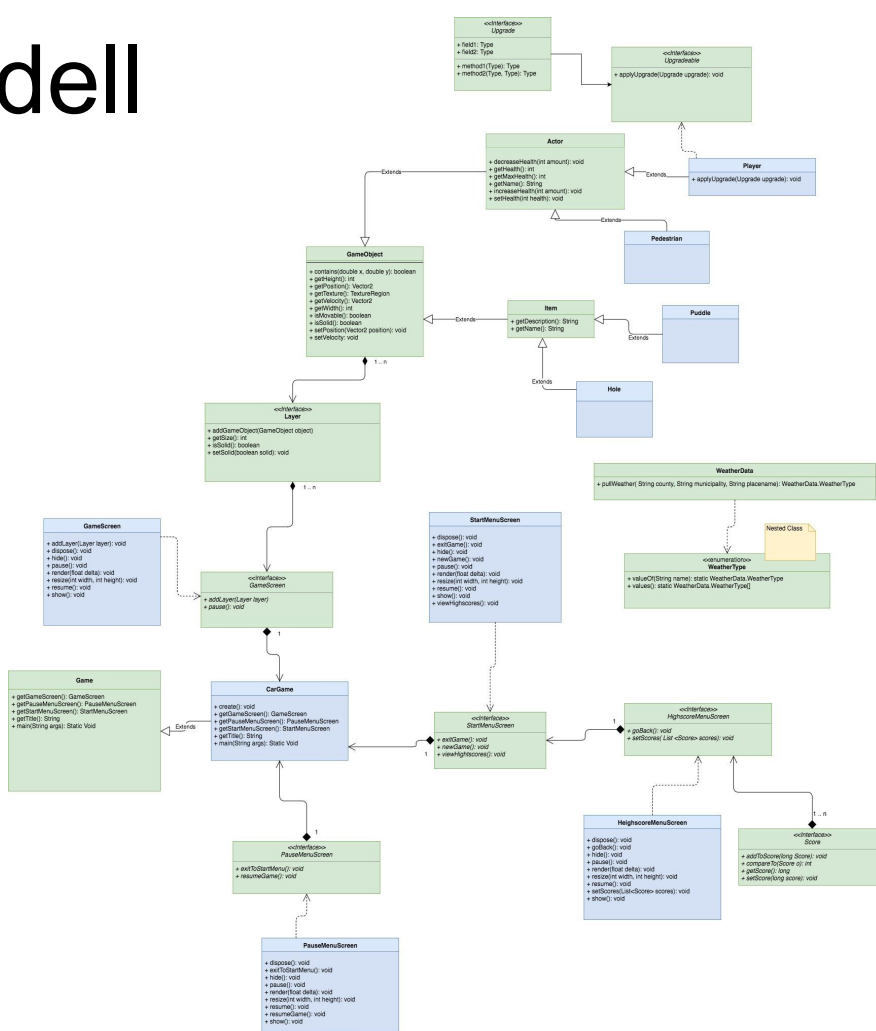 dell
<<Interface>>
Upgrade
+ field1: Type
+ field2: Type
+ method1(Type): Type
+ method2(Type, Type): Type
<<Interface>>
Upgradeable
+ applyUpgrade(Upgrade upgrade): void
Actor
+ decreaseHealth(int amount): void
+ getHealth(): int
+ getMaxHealth(): int
+ getName(): String
+ increaseHealth(int amount): void
+ setHealth(int health): void
Player
+ applyUpgrade(Upgrade upgrade): void
Extends
Extends
Extends
Pedestrian
GameObject
+ contains(double x, double y): boolean
+ getHeight(): int
+ getPosition(): Vector2
+ getTexture(): TextureRegion
+ getVelocity(): Vector2
+ getWidth(): int
+ isMovable(): boolean
+ isSolid(): boolean
+ setPosition(Vector2 position): void
+ setVelocity: void
Extends
Item
+ getDescription(): String
+ getName(): String
Extends
Puddle
Extends
Hole
1 .. n
<<Interface>>
Layer
+ addGameObject(GameObject object)
+ getSize(): int
+ isSolid(): boolean
+ setSolid(boolean solid): void
1 .. n
WeatherData
+ pullWeather( String county, String municipality, String placename): WeatherData.WeatherType
Nested Class
<<enumeration>>
WeatherType
+ valueOf(String name): static WeatherData.WeatherType
+ values(): static WeatherData.WeatherType[]
GameScreen
+ addLayer(Layer layer): void
+ dispose(): void
+ hide(): void
+ pause(): void
+ render(float delta): void
+ resize(int width, int height): void
+ resume(): void
+ show(): void
StartMenuScreen
+ dispose(): void
+ exitGame(): void
+ hide(): void
+ newGame(): void
+ pause(): void
+ render(float delta): void
+ resize(int width, int height): void
+ resume(): void
+ show(): void
+ viewHighscores(): void
<<Interface>>
GameScreen
+ addLayer(Layer layer)
+ pause(): void
1
Game
+ getGameScreen(): GameScreen
+ getPauseMenuScreen(): PauseMenuScreen
+ getStartMenuScreen(): StartMenuScreen
+ getTitle(): String
+ main(String args): Static Void
Extends
CarGame
+ create(): void
+ getGameScreen(): GameScreen
+ getPauseMenuScreen(): PauseMenuScreen
+ getStartMenuScreen(): StartMenuScreen
+ getTitle(): String
+ main(String args): Static Void
1
<<Interface>>
StartMenuScreen
+ exitGame(): void
+ newGame(): void
+ viewHightscores(): void
1
<<Interface>>
HighscoreMenuScreen
+ goBack(): void
+ setScores( List <Score> scores): void
1
<<Interface>>
PauseMenuScreen
+ exitToStartMenu(): void
+ resumeGame(): void
HeighscoreMenuScreen
+ dispose(): void
+ goBack(): void
+ hide(): void
+ pause(): void
+ render(float delta): void
+ resize(int width, int height): void
+ resume(): void
+ setScores(List<Score> scores): void
+ show(): void
1 .. n
<<Interface>>
Score
+ addToScore(long Score): void
+ compareTo(Score o): int
+ getScore(): long
+ setScore(long score): void
PauseMenuScreen
+ dispose(): void
+ exitToStartMenu(): void
+ hide(): void
+ pause(): void
+ render(float delta): void
+ resize(int width, int height): void
+ resume(): void
+ resumeGame(): void
+ show(): void